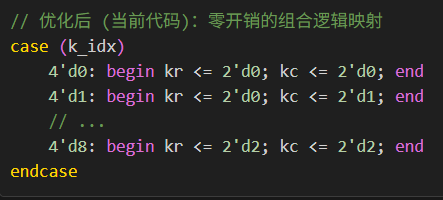 // 优化后 (当前代码)：零开销的组合逻辑映射
case (k_idx)
    4'd0: begin kr <= 2'd0; kc <= 2'd0; end
    4'd1: begin kr <= 2'd0; kc <= 2'd1; end
    // ...
    4'd8: begin kr <= 2'd2; kc <= 2'd2; end
endcase